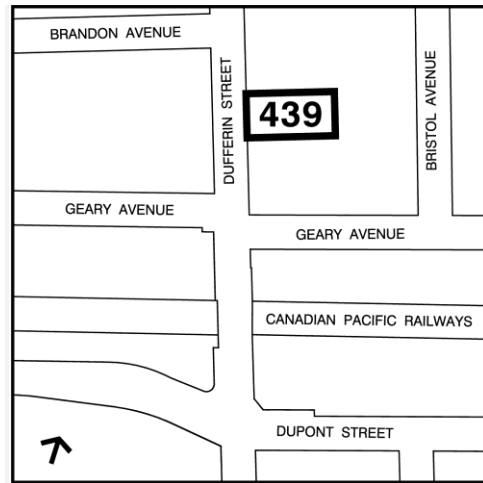 BRANDON AVENUE
DUFFERIN STREET
439
BRISTOL AVENUE
GEARY AVENUE
GEARY AVENUE
CANADIAN PACIFIC RAILWAYS
DUPONT STREET